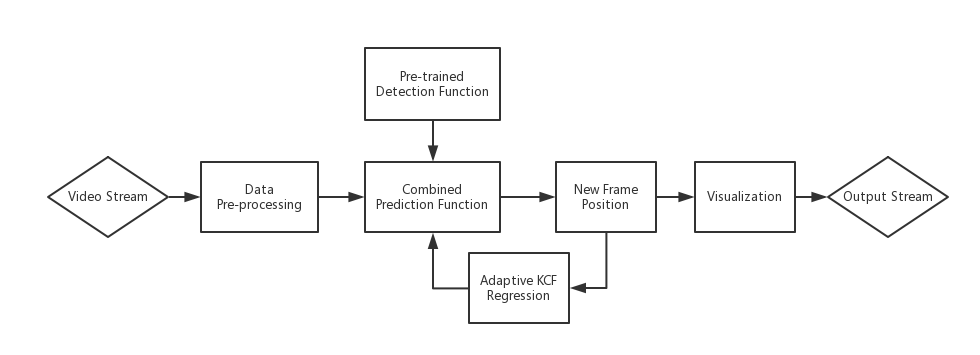 Pre-trained
Detection Function
Video Stream
Data
Pre-processing
Combined
Prediction Function
New Frame
Position
Visualization
Output Stream
Adaptive KCF
Regression